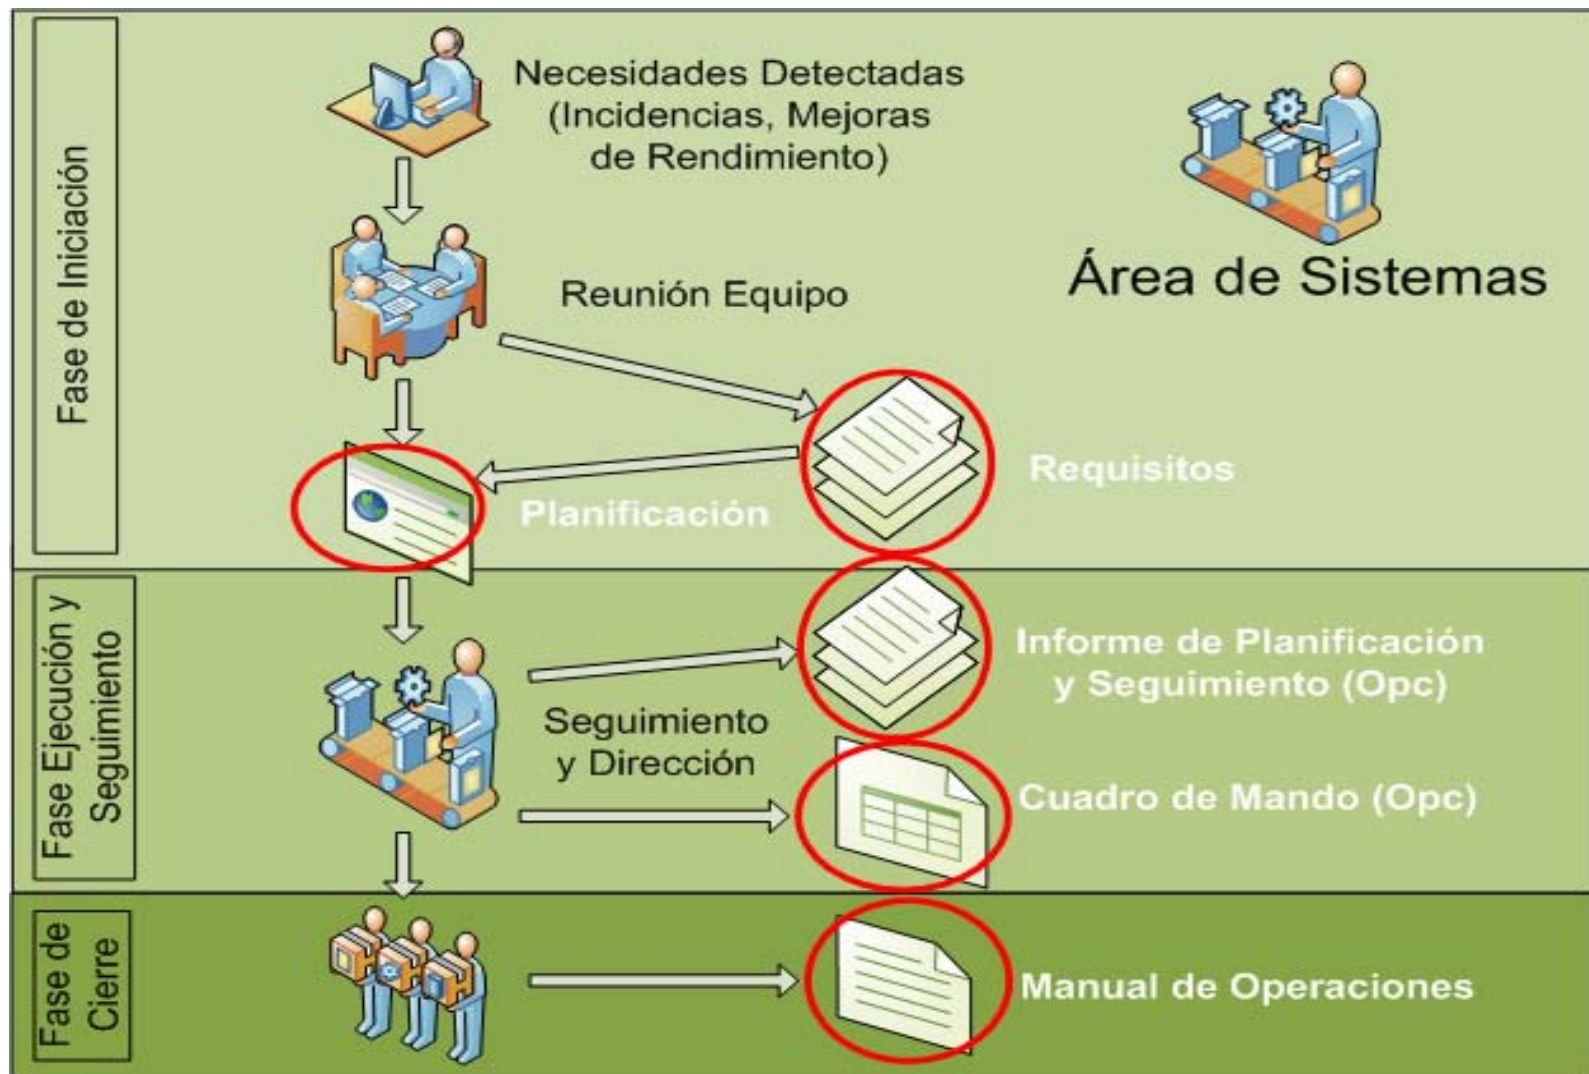 Fase de Iniciación
Necesidades Detectadas
(Incidencias, Mejoras
de Rendimiento)
Área de Sistemas
Reunión Equipo
Requisitos
Planificación
Fase Ejecución y
Seguimiento
Informe de Planificación
y Seguimiento (Opc)
Seguimiento
y Dirección
Cuadro de Mando (Opc)
Fase de
Cierre
Manual de Operaciones